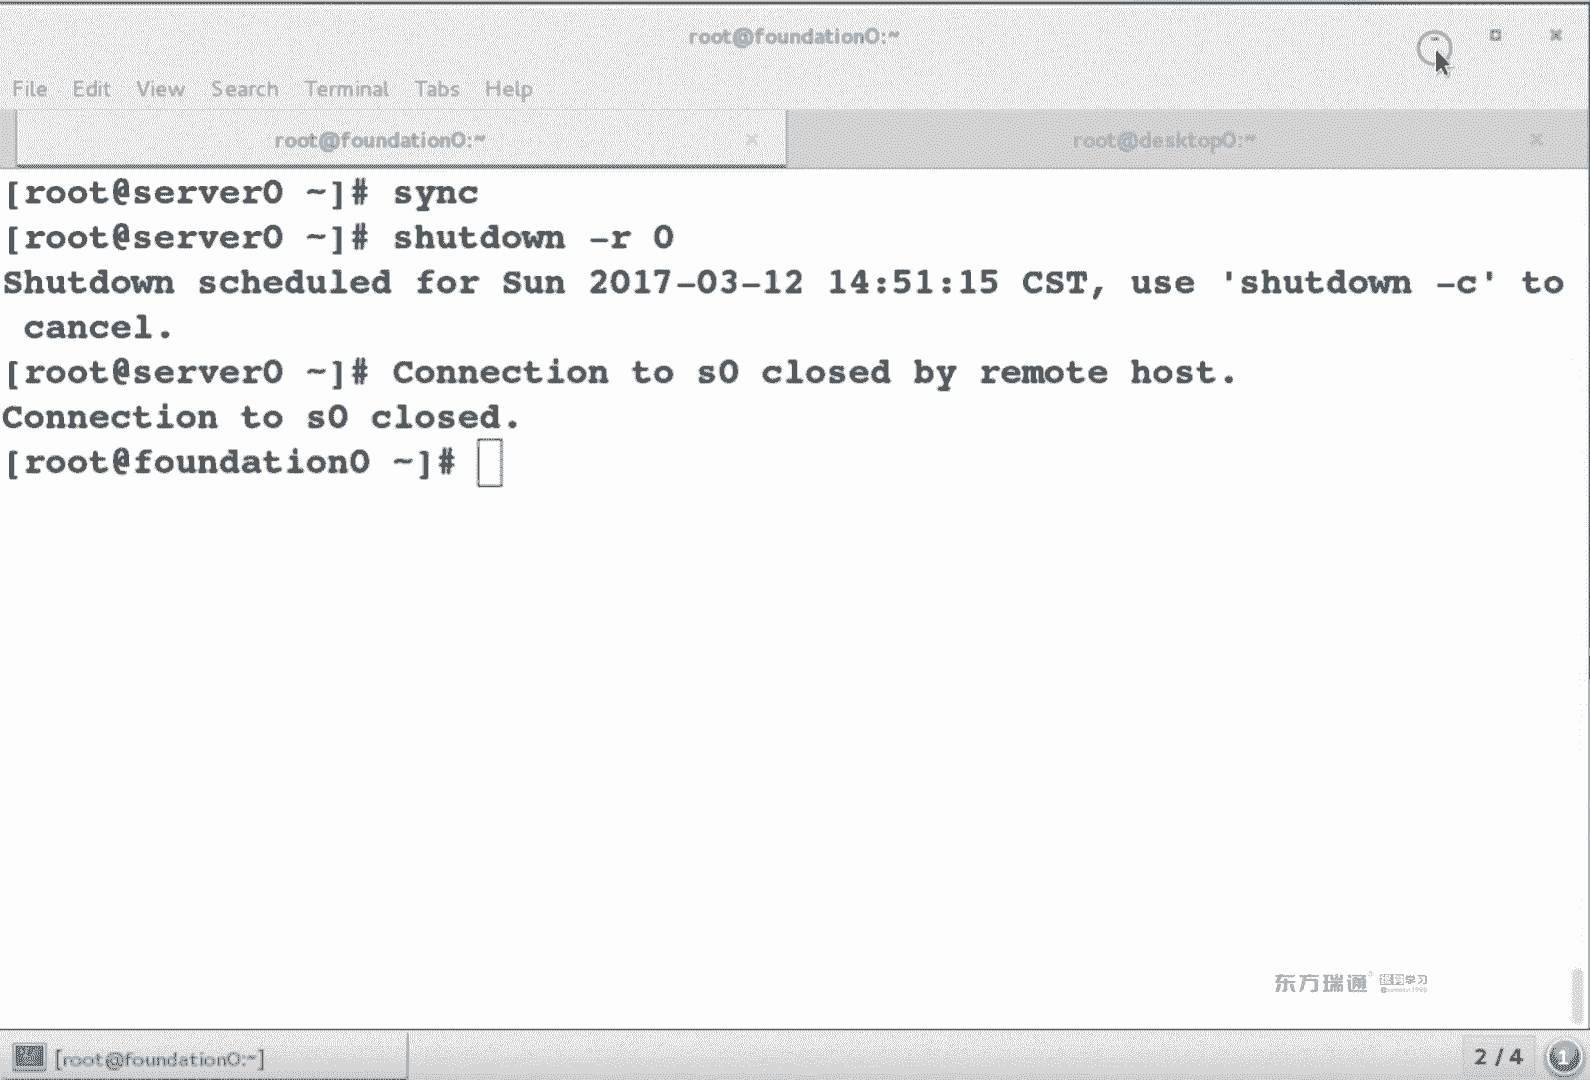 root@foundation0:~
File Edit View Search Terminal Tabs Help
root@foundation0:~ root@desktop0:~
[root@server0 ~]# sync
[root@server0 ~]# shutdown -r 0
Shutdown scheduled for Sun 2017-03-12 14:51:15 CST, use 'shutdown -c' to
cancel.
[root@server0 ~]# Connection to s0 closed by remote host.
Connection to s0 closed.
[root@foundation0 ~]#
东方瑞通® 学习
[root@foundation0:~]
2 / 4
1